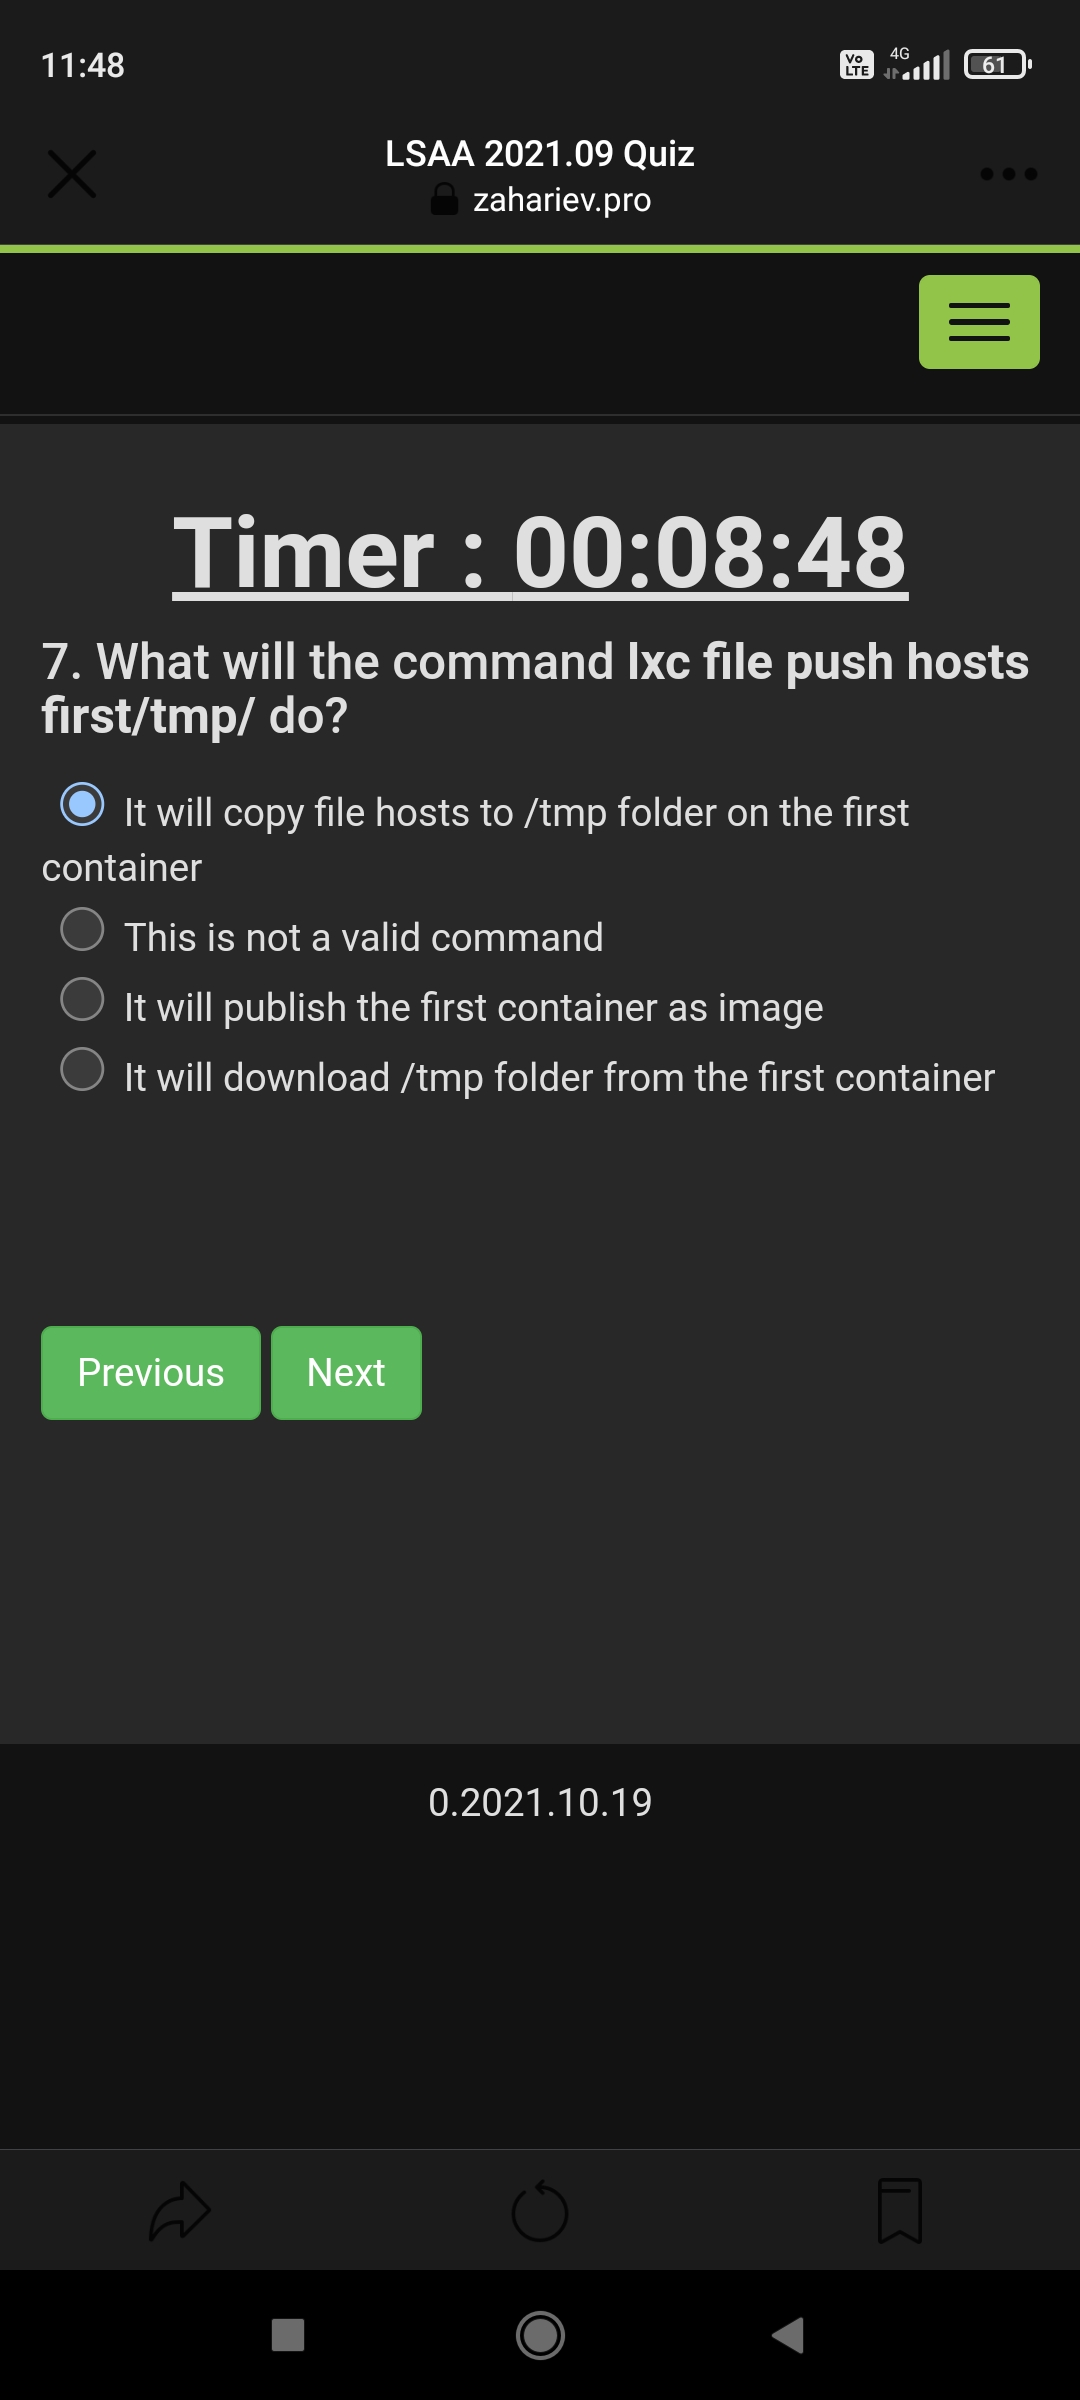 11:48
Vo LTE 4G 61
LSAA 2021.09 Quiz
zahariev.pro
Timer : 00:08:48
7. What will the command lxc file push hosts
first/tmp/ do?
It will copy file hosts to /tmp folder on the first
container
This is not a valid command
It will publish the first container as image
It will download /tmp folder from the first container
Previous Next
0.2021.10.19